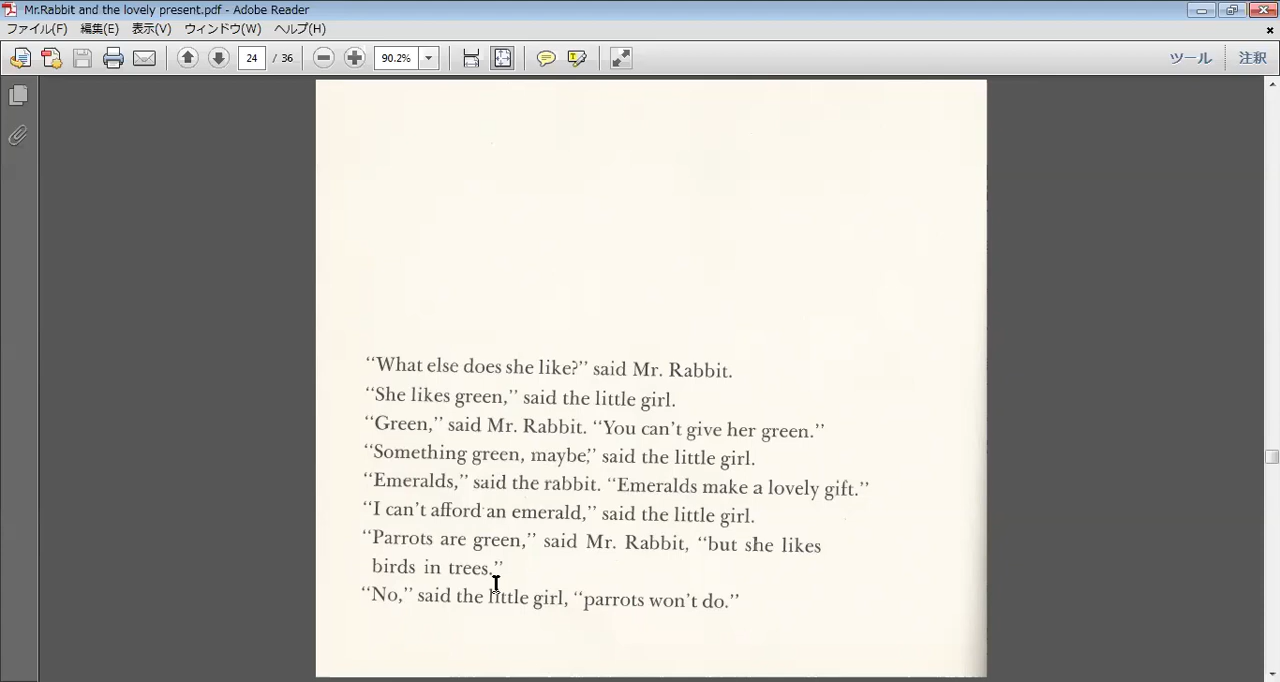 Mr.Rabbit and the lovely present.pdf - Adobe Reader
ファイル(F) 編集(E) 表示(V) ウィンドウ(W) ヘルプ(H)
24 / 36 90.2% ツール 注釈
“What else does she like?” said Mr. Rabbit.
“She likes green,” said the little girl.
“Green,” said Mr. Rabbit. “You can’t give her green.”
“Something green, maybe,” said the little girl.
“Emeralds,” said the rabbit. “Emeralds make a lovely gift.”
“I can’t afford an emerald,” said the little girl.
“Parrots are green,” said Mr. Rabbit, “but she likes
birds in trees.”
“No,” said the little girl, “parrots won’t do.”